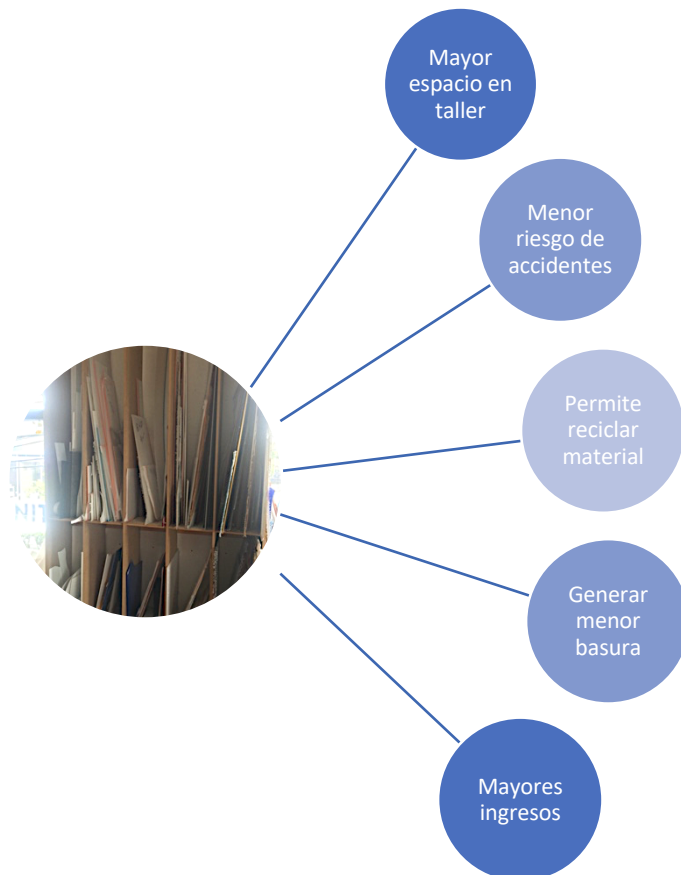 Mayor
espacio en
taller
Menor
riesgo de
accidentes
Permite
reciclar
material
Generar
menor
basura
Mayores
ingresos